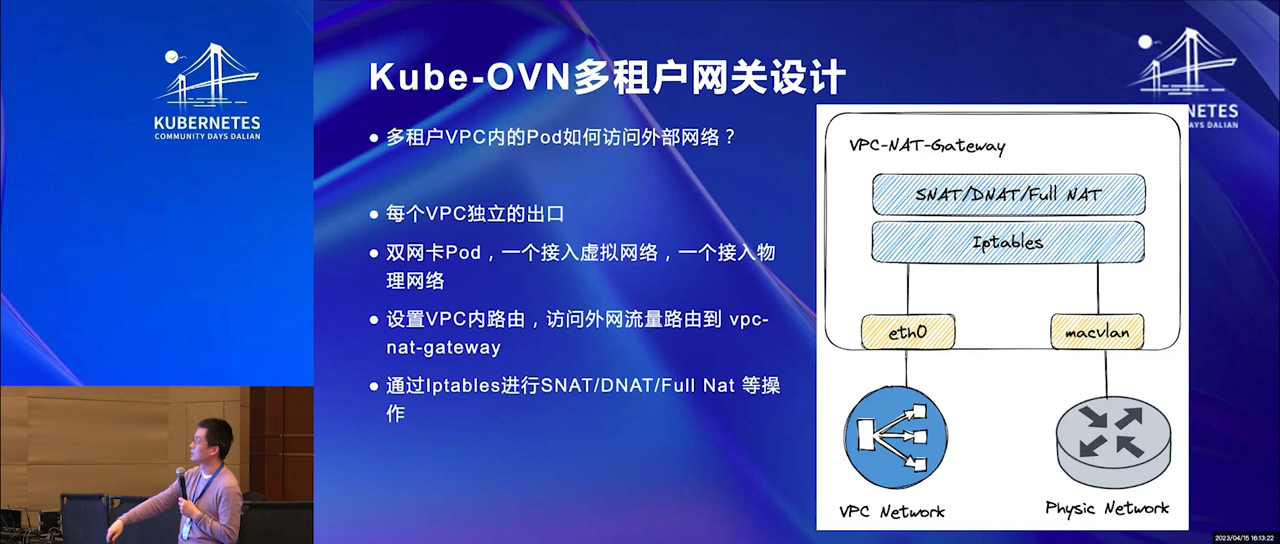 KUBERNETES
COMMUNITY DAYS DALIAN
Kube-OVN多租户网关设计
NETES
AYS DALIAN
• 多租户VPC内的Pod如何访问外部网络？
• 每个VPC独立的出口
• 双网卡Pod，一个接入虚拟网络，一个接入物
理网络
• 设置VPC内路由，访问外网流量路由到 vpc-
nat-gateway
• 通过Iptables进行SNAT/DNAT/Full Nat 等操
作
VPC-NAT-Gateway
SNAT/DNAT/Full NAT
Iptables
eth0
macvlan
VPC Network
Physic Network
2023/04/15 16:13:22